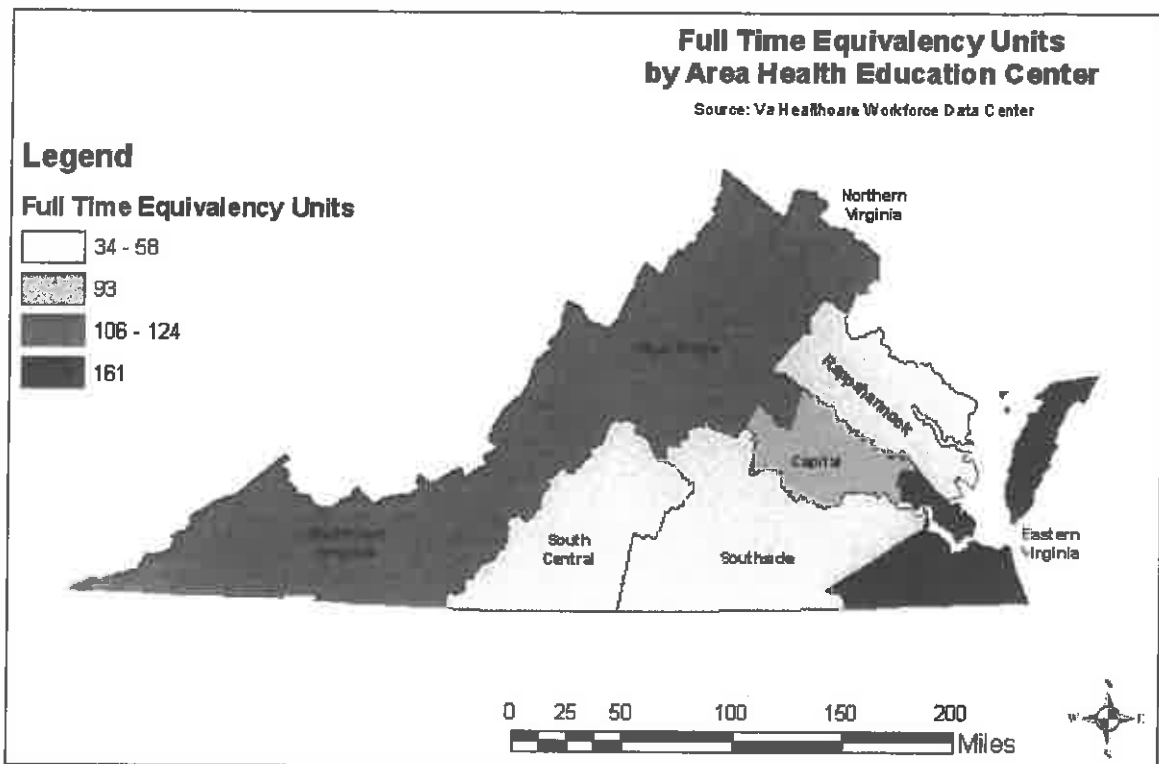 Full Time Equivalency Units
by Area Health Education Center
Source: Va Healthcare Workforce Data Center
Legend
Full Time Equivalency Units
34 - 58
93
106 - 124
161
Northern
Virginia
Rappahannock
Capital
South
Central
Southside
Eastern
Virginia
0 25 50 100 150 200
Miles
N
W E
S